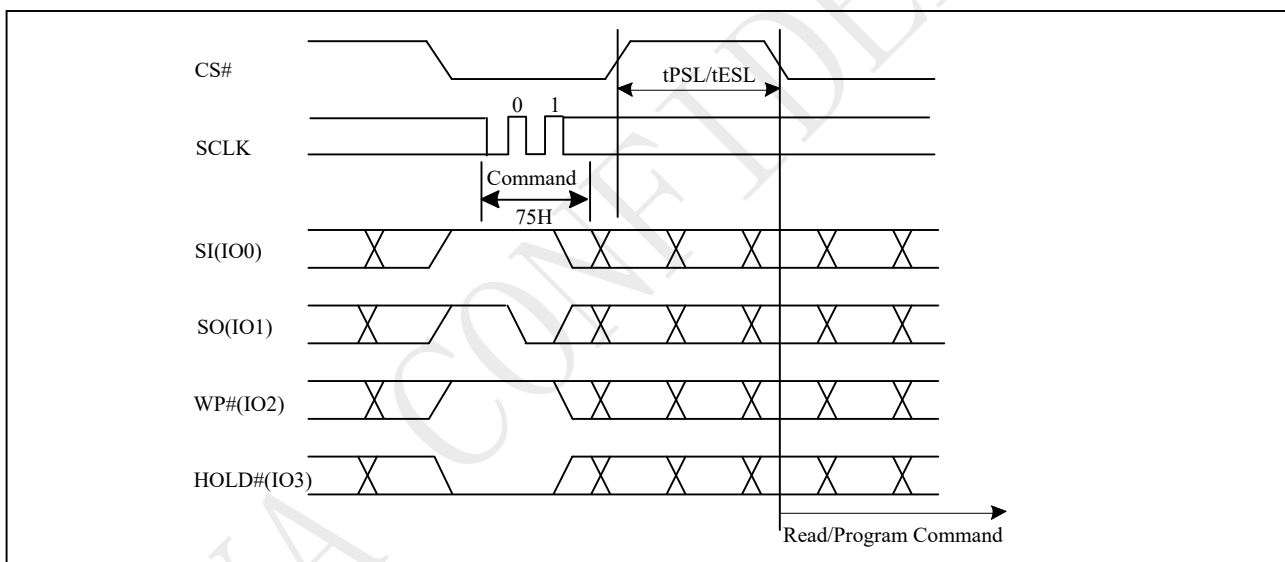 CS#
tPSL/tESL
0 1
SCLK
Command
75H
SI(IO0)
SO(IO1)
WP#(IO2)
HOLD#(IO3)
Read/Program Command